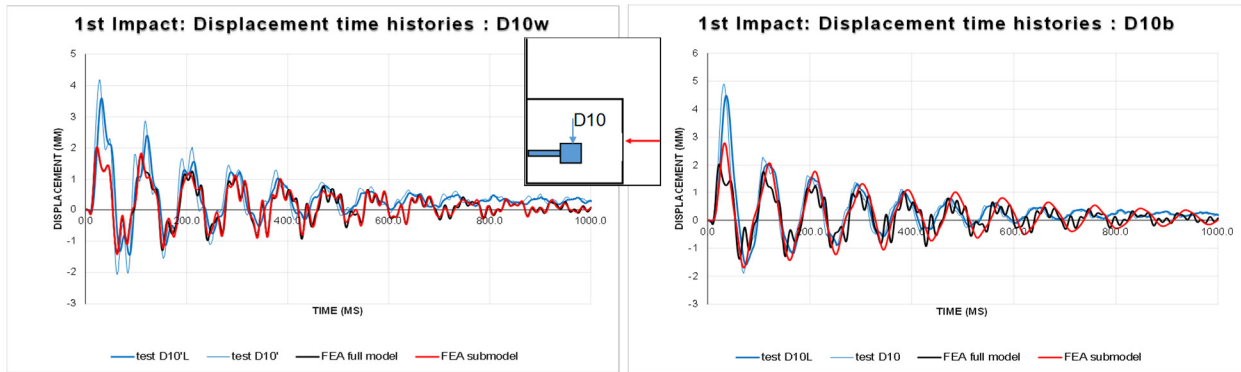 1st Impact: Displacement time histories : D10w
DISPLACEMENT (MM)
5
4
3
2
1
0
-1
-2
-3
0.0 200.0 400.0 600.0 800.0 1000.0
TIME (MS)
test D10'L test D10' FEA full model FEA submodel
D10
1st Impact: Displacement time histories : D10b
DISPLACEMENT (MM)
6
5
4
3
2
1
0
-1
-2
-3
0.0 200.0 400.0 600.0 800.0 1000.0
TIME (MS)
test D10L test D10 FEA full model FEA submodel